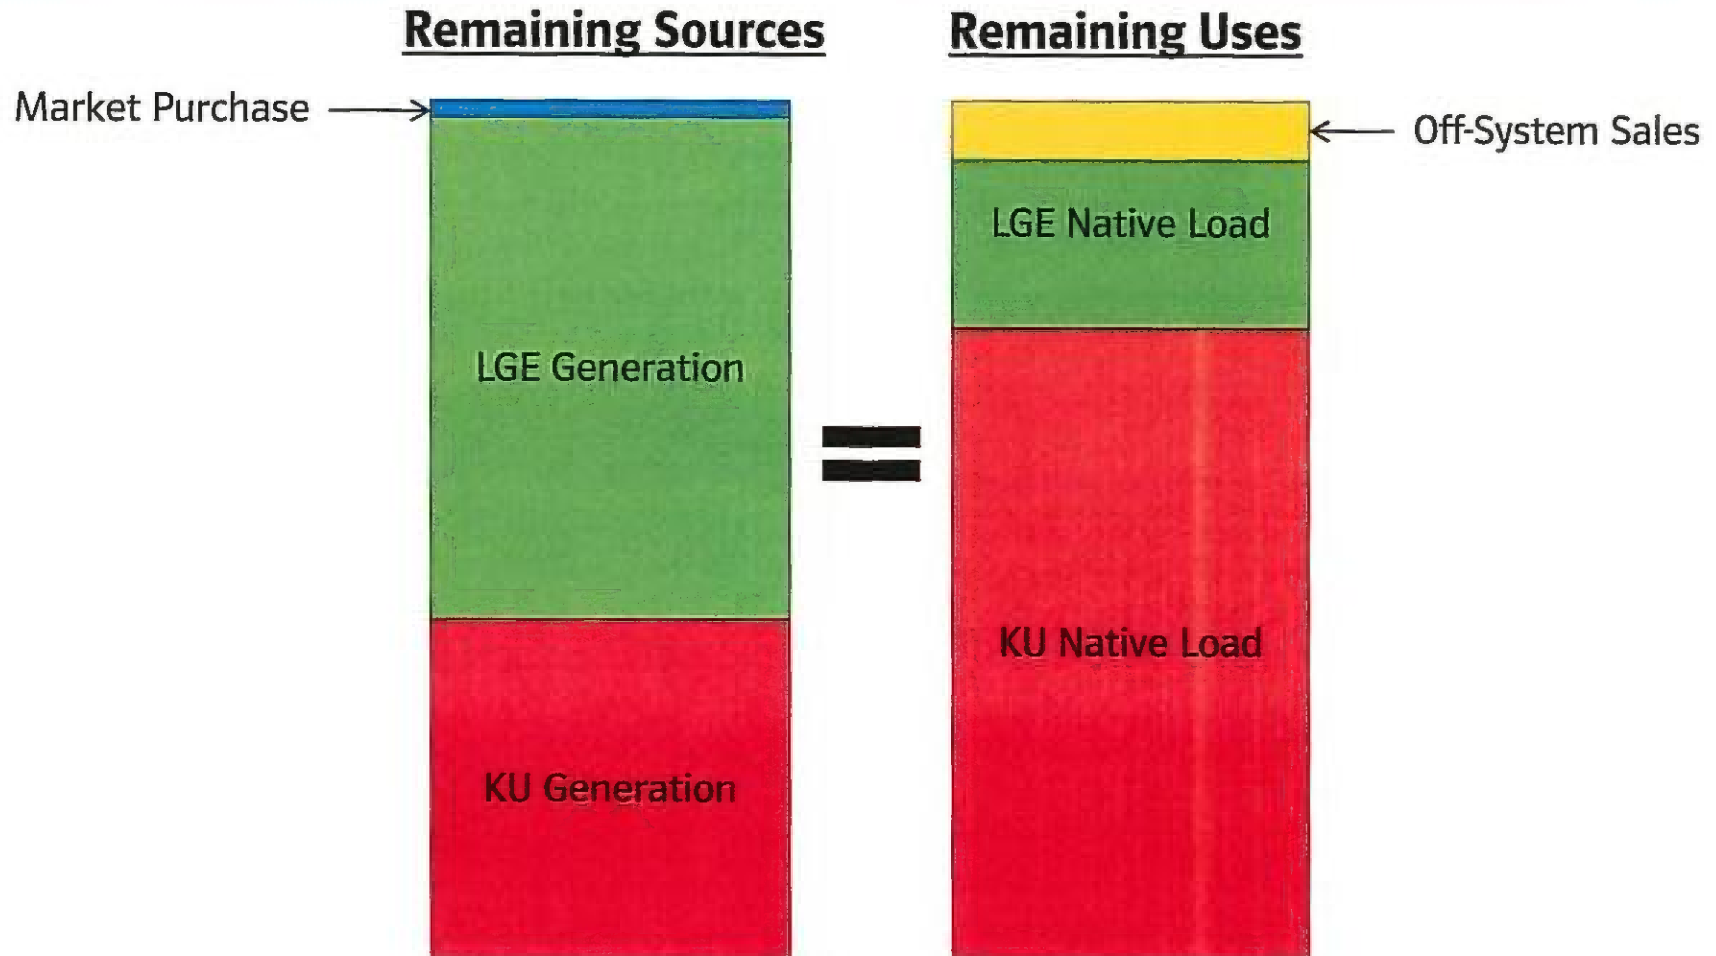 Remaining Sources
Remaining Uses
Market Purchase
Off-System Sales
LGE Native Load
LGE Generation
KU Native Load
KU Generation